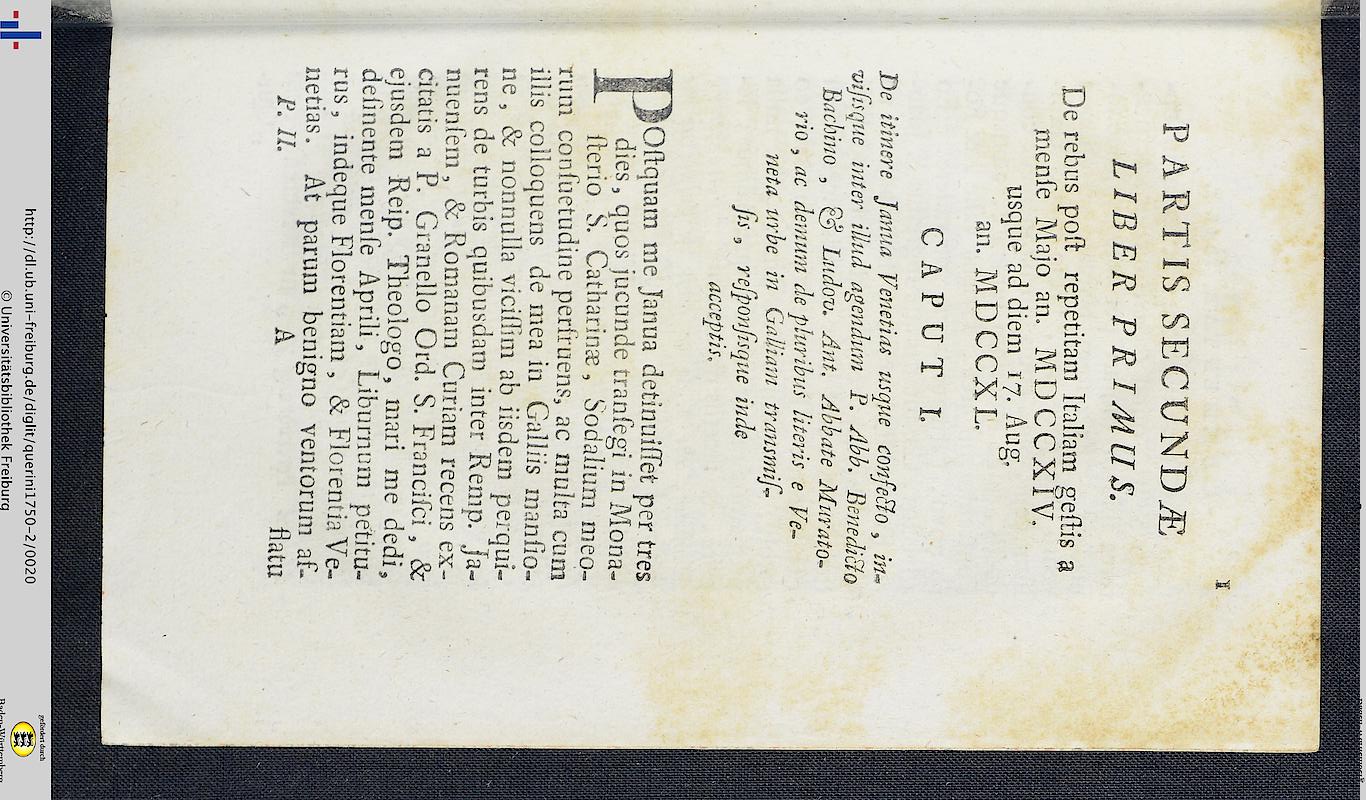 I
PARTIS SECUNDÆ
LIBER PRIMUS.
De rebus poſt repetitam Italiam geſtis a
menſe Majo an. MDCCXIV.
usque ad diem 17. Aug.
an. MDCCXL.
CAPUT I.
De itinere Janua Venetias usque confecto, in-
viſisque inter illud agendum P. Abb. Benedicto
Bachino, & Ludov. Ant. Abbate Murato-
rio, ac demum de pluribus literis e Ve-
neta urbe in Galliam transmiſ-
ſis, reſponſisque inde
acceptis.
POſtquam me Janua detinuiſſet per tres
dies, quos jucunde tranſegi in Mona-
ſterio S. Catharinæ, Sodalium meo-
rum conſuetudine perfruens, ac multa cum
illis colloquens de mea in Galliis manſio-
ne, & nonnulla viciſſim ab iisdem perqui-
rens de turbis quibusdam inter Remp. Ja-
nuenſem, & Romanam Curiam recens ex-
citatis a P. Granello Ord. S. Franciſci, &
ejusdem Reip. Theologo, mari me dedi,
deſinente menſe Aprili, Liburnum petitu-
rus, indeque Florentiam, & Florentia Ve-
netias. At parum benigno ventorum af-
P. II. A flatu
http://dl.ub.uni-freiburg.de/diglit/querini1750-2/0020
© Universitätsbibliothek Freiburg
gefördert durch
Baden-Württemberg